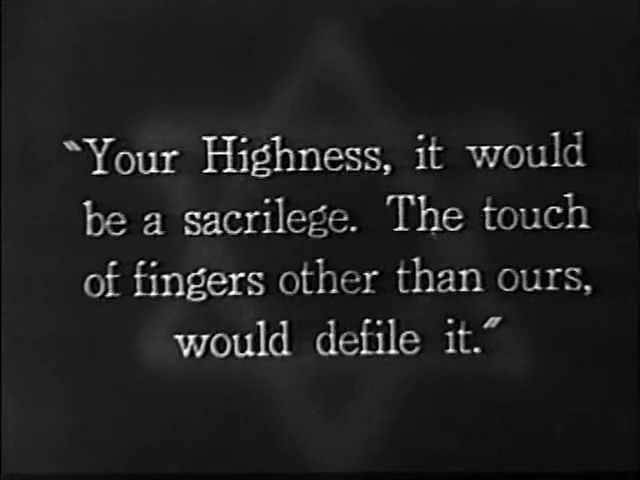 "Your Highness, it would
be a sacrilege. The touch
of fingers other than ours,
would defile it."